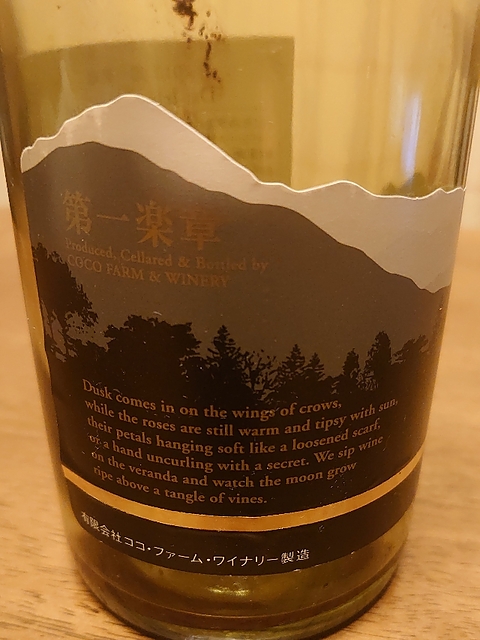 第一楽章
Produced, Cellared & Bottled by
COCO FARM & WINERY
Dusk comes in on the wings of crows,
while the roses are still warm and tipsy with sun,
their petals hanging soft like a loosened scarf,
of a hand uncurling with a secret. We sip wine
on the veranda and watch the moon grow
ripe above a tangle of vines.
有限会社ココ・ファーム・ワイナリー製造